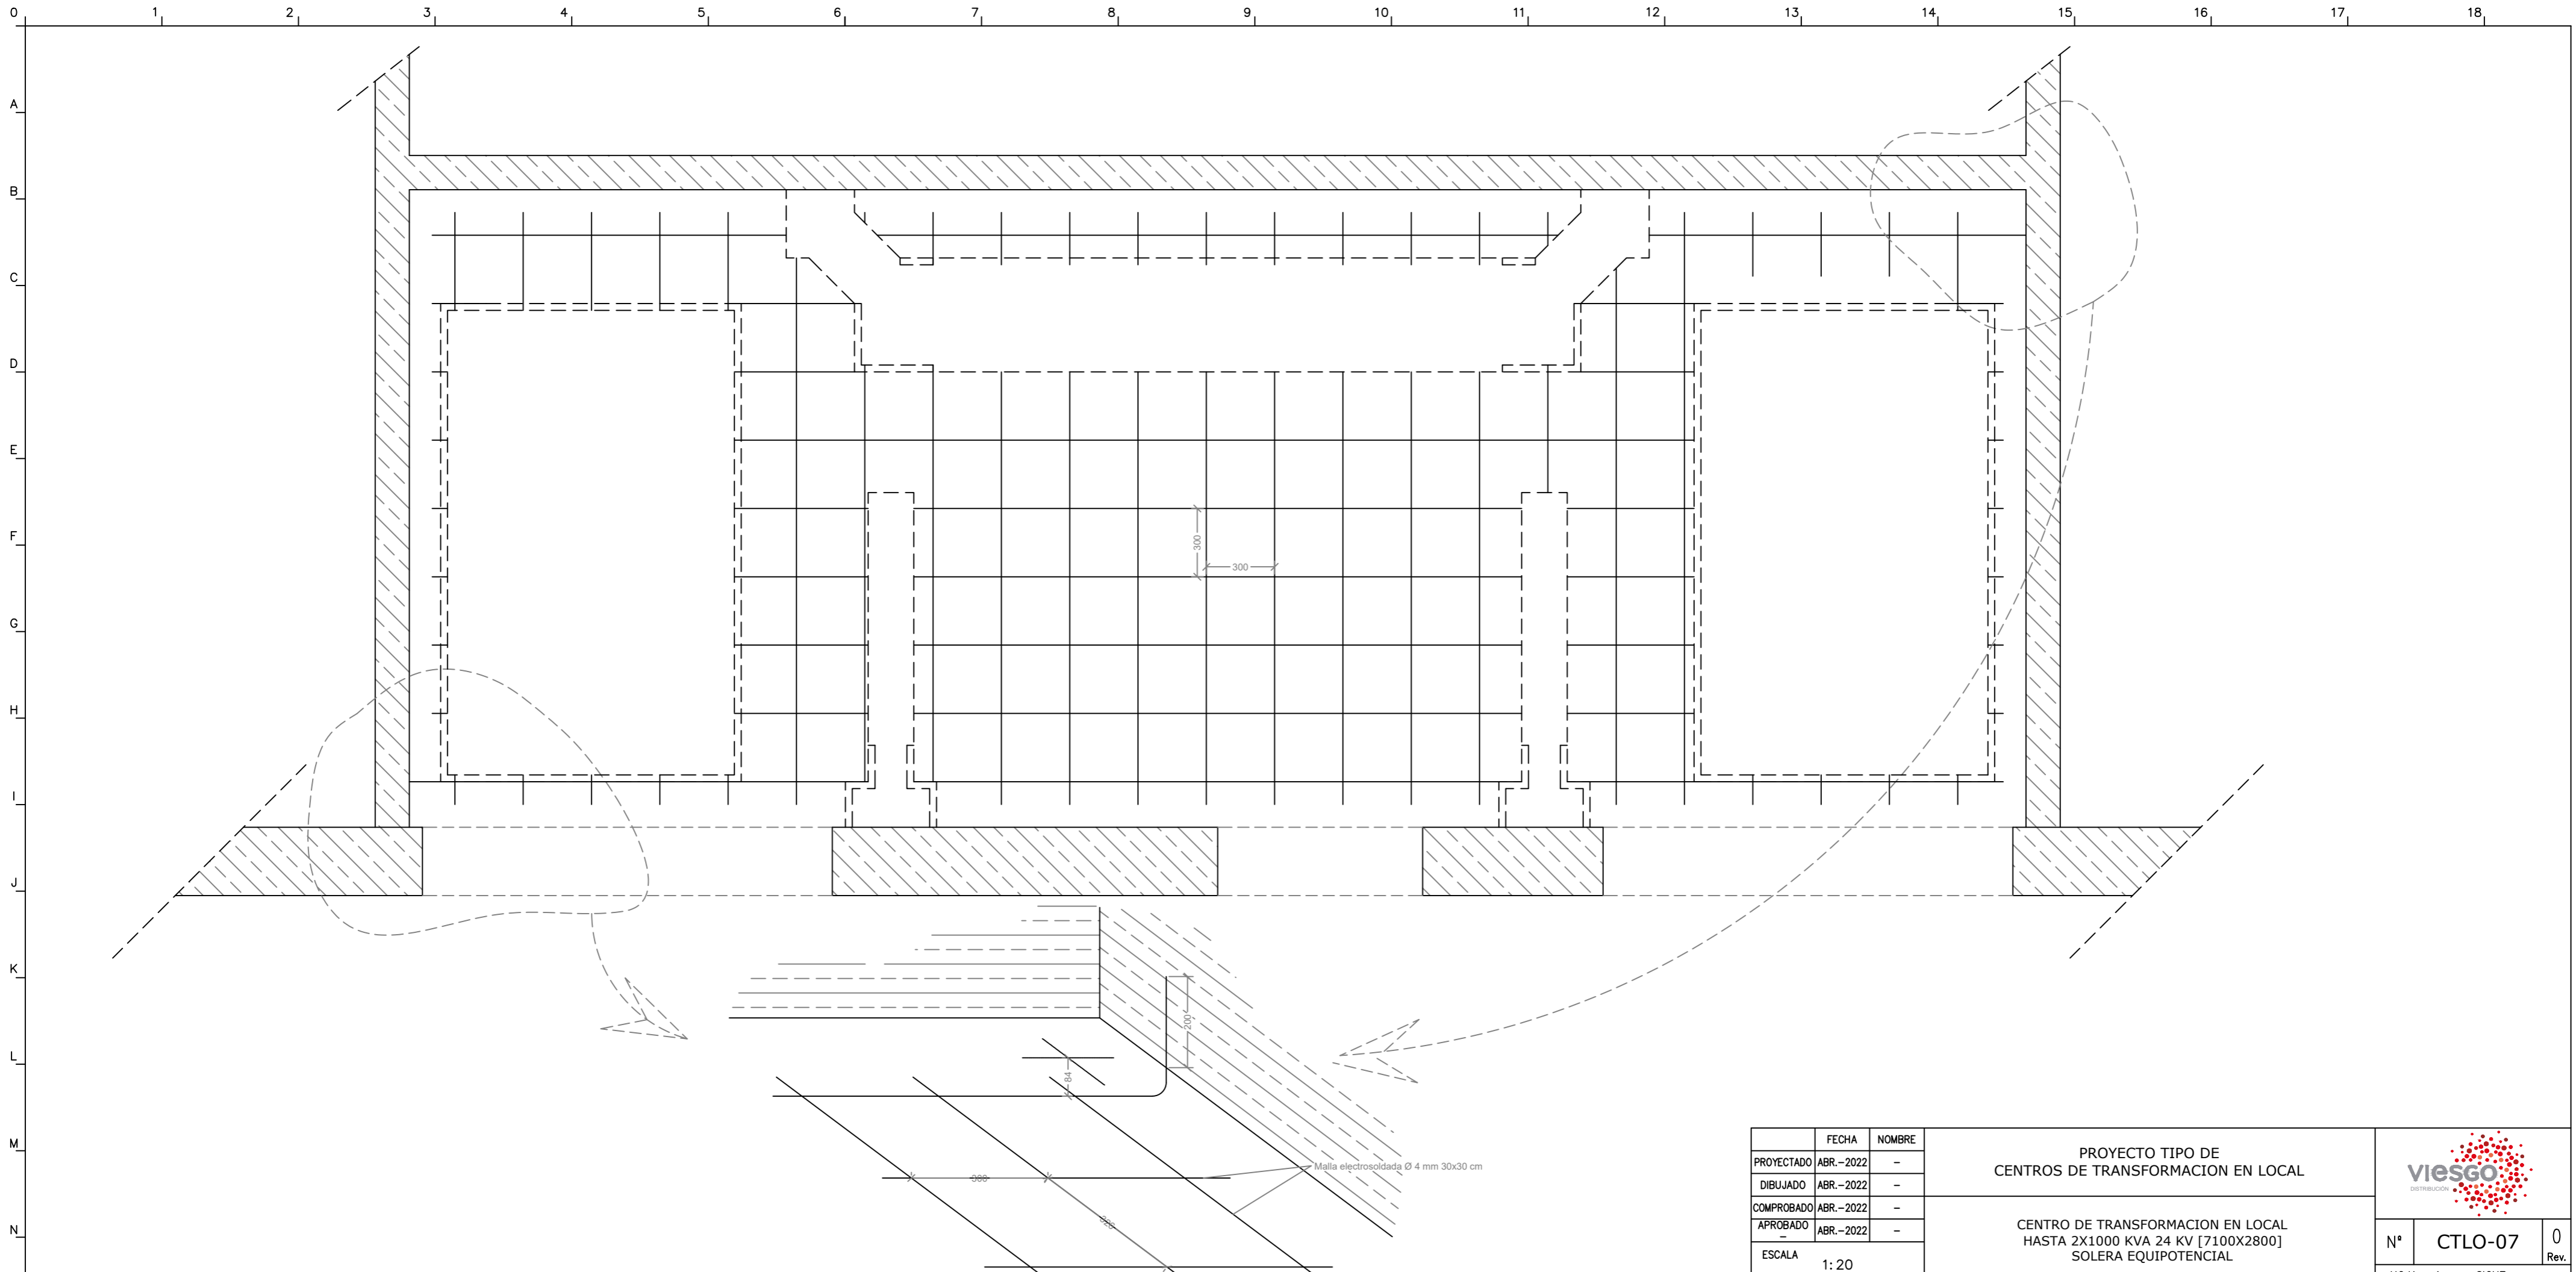 0 1 2 3 4 5 6 7 8 9 10 11 12 13 14 15 16 17 18
A
B
C
D
E
F
G
H
I
J
K
L
M
N
300
300
200
84
300
Malla electrosoldada Ø 4 mm 30x30 cm
FECHA NOMBRE
PROYECTADO ABR.-2022 -
DIBUJADO ABR.-2022 -
COMPROBADO ABR.-2022 -
APROBADO - ABR.-2022 -
ESCALA
1:20
PROYECTO TIPO DE
CENTROS DE TRANSFORMACION EN LOCAL
CENTRO DE TRANSFORMACION EN LOCAL
HASTA 2X1000 KVA 24 KV [7100X2800]
SOLERA EQUIPOTENCIAL
viesgo
DISTRIBUCIÓN
Nº CTLO-07 0
Rev.